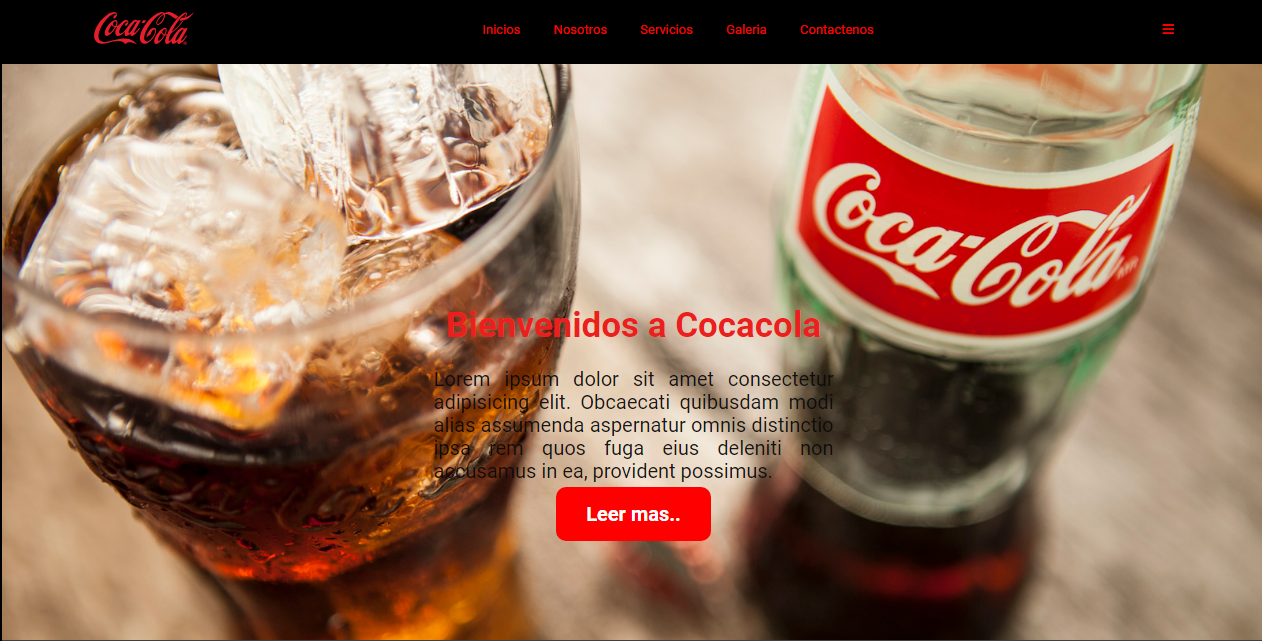 Coca-Cola
Inicios Nosotros Servicios Galeria Contactenos
Coca-Cola
Bienvenidos a Cocacola
Lorem ipsum dolor sit amet consectetur
adipisicing elit. Obcaecati quibusdam modi
alias assumenda aspernatur omnis distinctio
ipsa rem quos fuga eius deleniti non
accusamus in ea, provident possimus.
Leer mas..